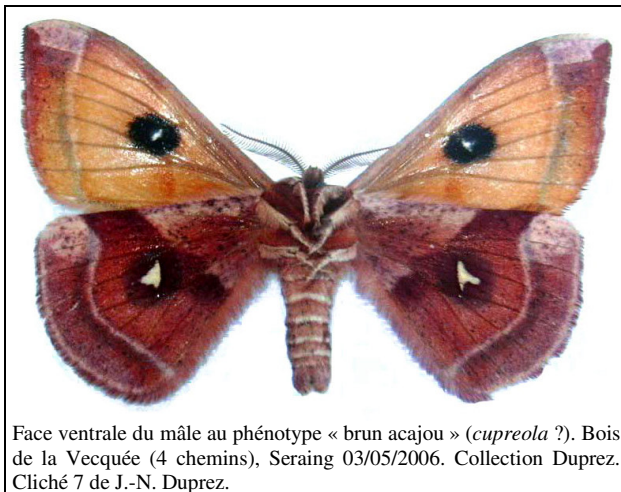 Face ventrale du mâle au phénotype « brun acajou » (cupreola ?). Bois
de la Vecquée (4 chemins), Seraing 03/05/2006. Collection Duprez.
Cliché 7 de J.-N. Duprez.